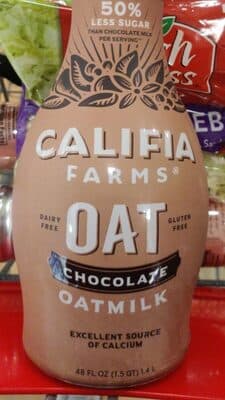 50%
LESS SUGAR
THAN CHOCOLATE MILK
PER SERVING
CALIFIA
FARMS®
DAIRY
FREE
OAT
GLUTEN
FREE
CHOCOLATE
OATMILK
EXCELLENT SOURCE
OF CALCIUM
48 FL OZ (1.5 QT) 1.4 L